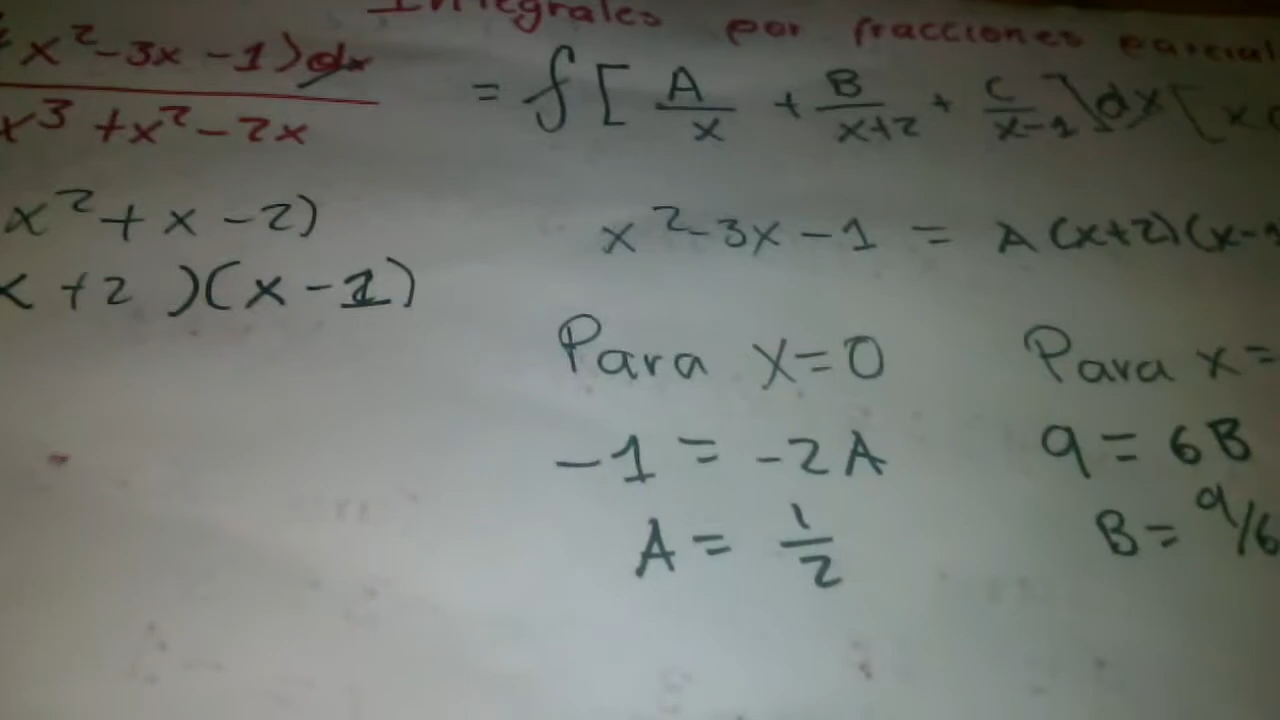 Integrales por fracciones parcial
x²-3x-1)dx = ∫[A/x + B/x+2 + C/x-1]dx [x(
x³+x²-2x
x²+x-2) x²-3x-1 = A(x+2)(x-1
x+2)(x-1)
Para x=0 Para x=
-1=-2A 9=6B
A=1/2 B=9/6